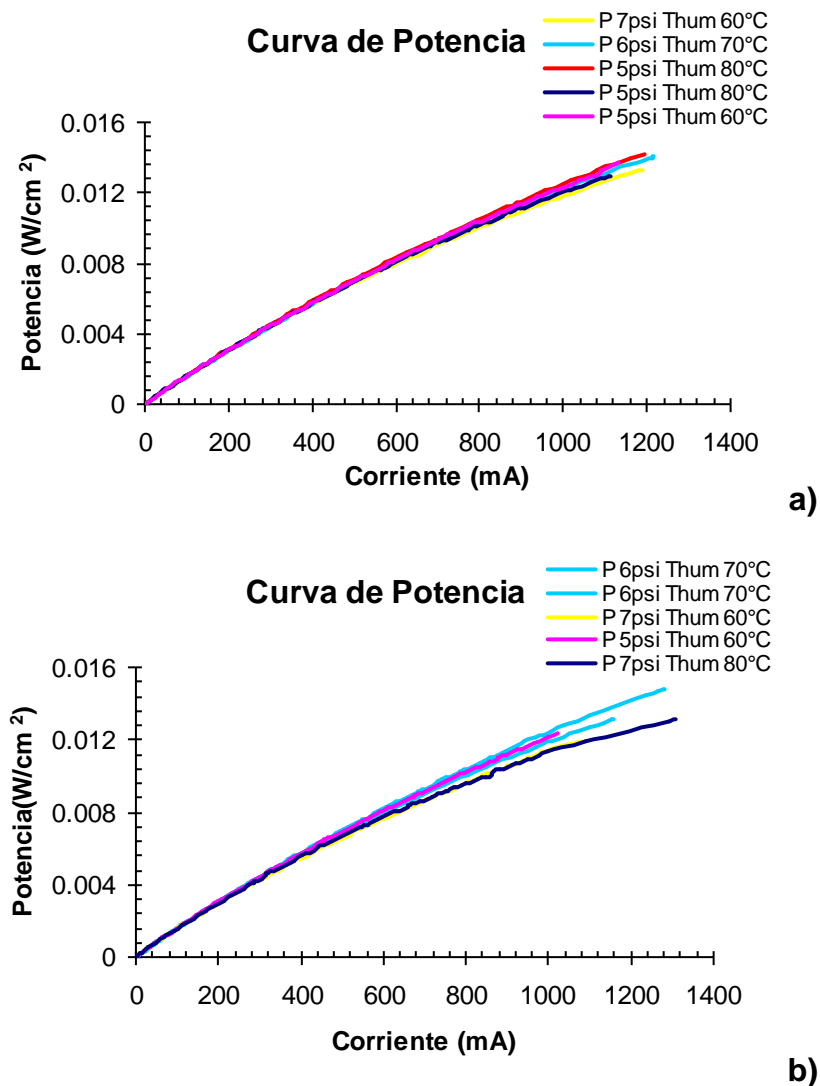 Curva de Potencia
P 7psi Thum 60°C
P 6psi Thum 70°C
P 5psi Thum 80°C
P 5psi Thum 80°C
P 5psi Thum 60°C
Potencia (W/cm 2)
0.016
0.012
0.008
0.004
0
0 200 400 600 800 1000 1200 1400
Corriente (mA)
a)
Curva de Potencia
P 6psi Thum 70°C
P 6psi Thum 70°C
P 7psi Thum 60°C
P 5psi Thum 60°C
P 7psi Thum 80°C
Potencia(W/cm 2)
0.016
0.012
0.008
0.004
0
0 200 400 600 800 1000 1200 1400
Corriente (mA)
b)